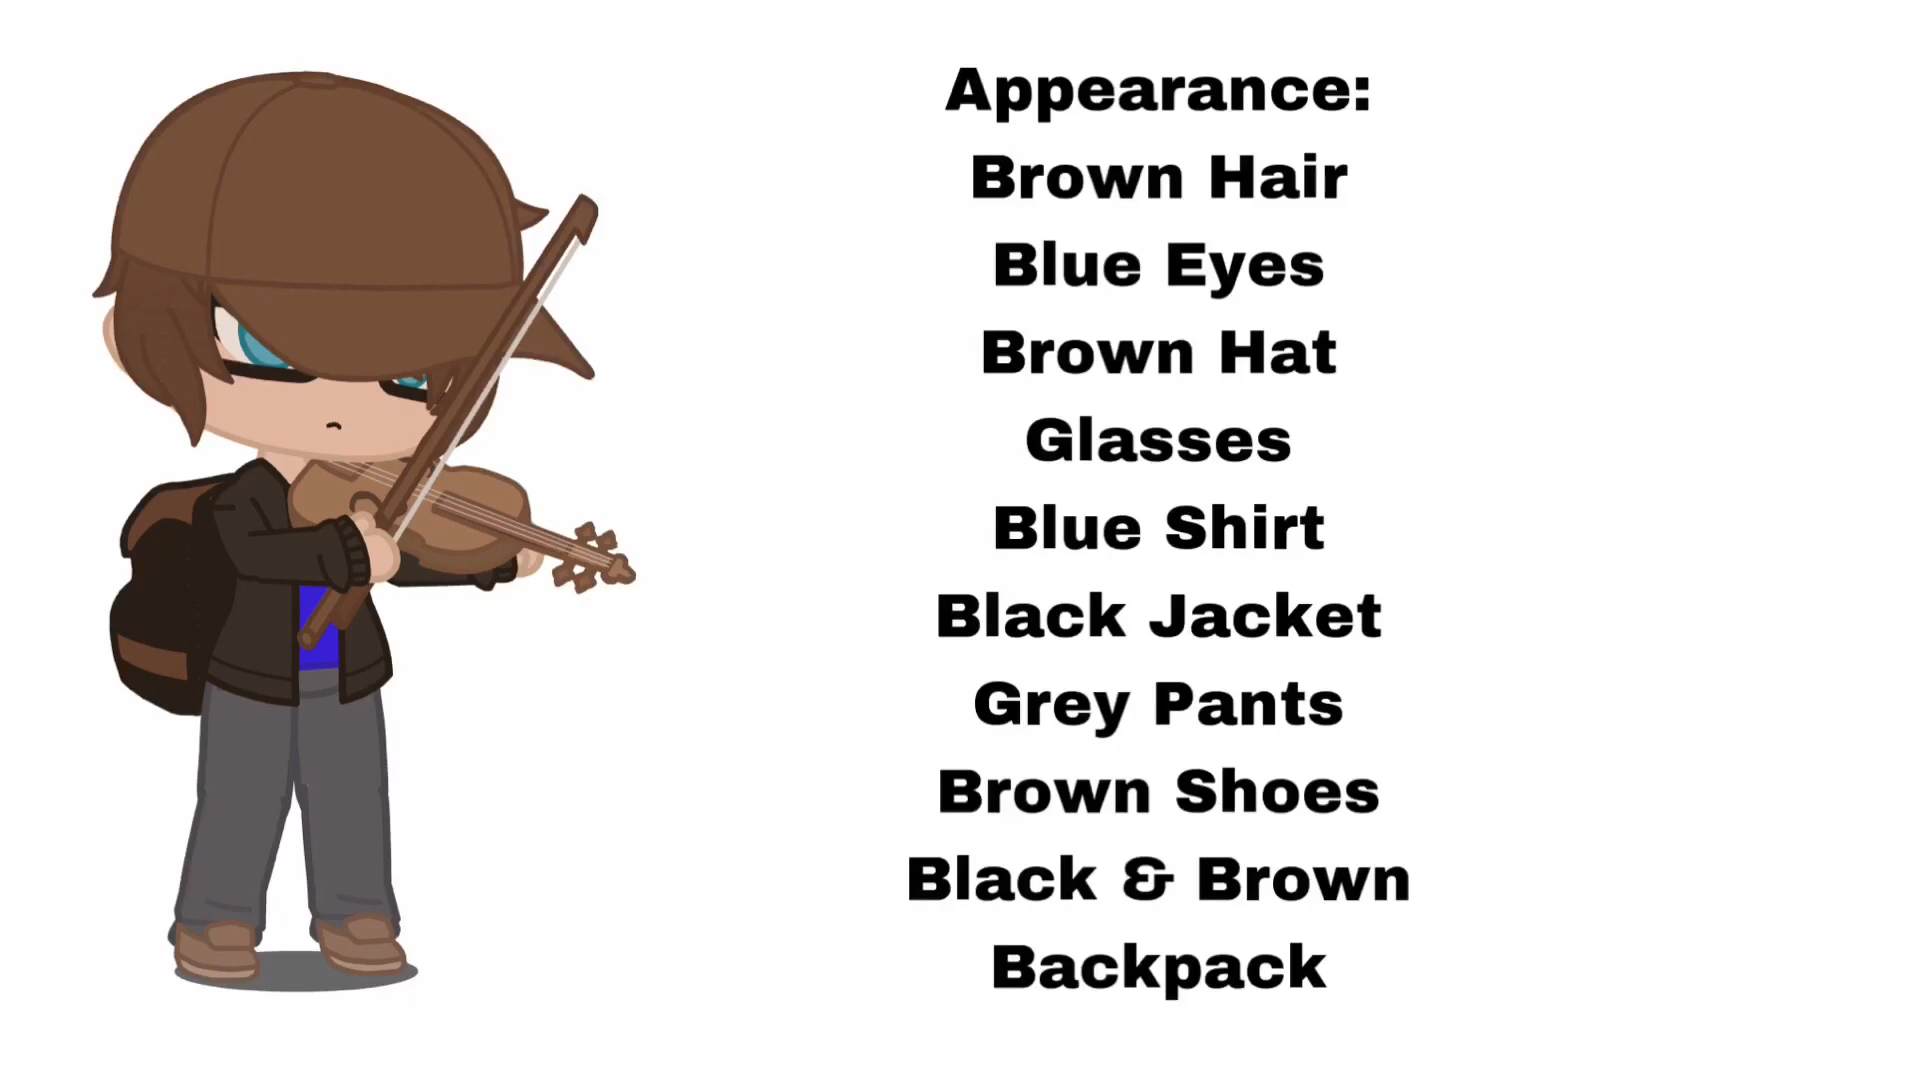 Appearance:
Brown Hair
Blue Eyes
Brown Hat
Glasses
Blue Shirt
Black Jacket
Grey Pants
Brown Shoes
Black & Brown
Backpack